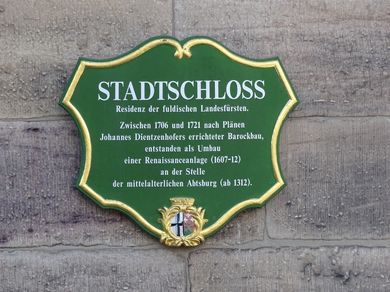 STADTSCHLOSS
Residenz der fuldischen Landesfürsten.
Zwischen 1706 und 1721 nach Plänen
Johannes Dientzenhofers errichteter Barockbau,
entstanden als Umbau
einer Renaissanceanlage (1607-12)
an der Stelle
der mittelalterlichen Abtsburg (ab 1312).